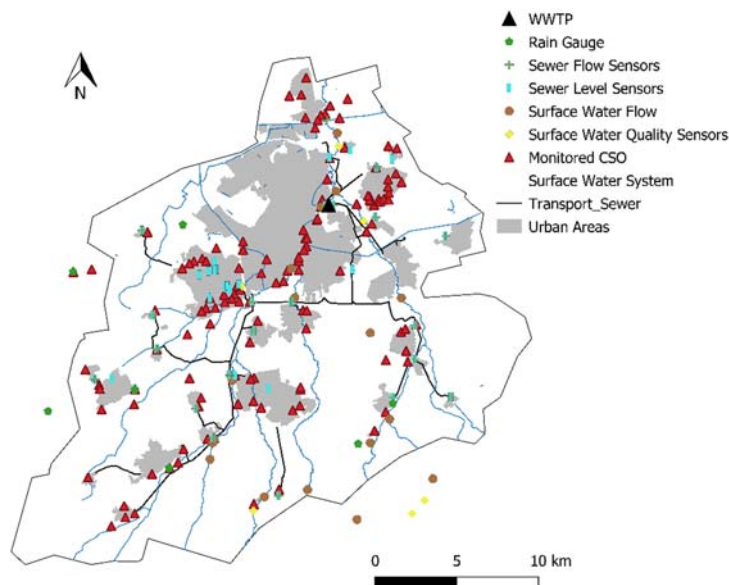 WWTP
Rain Gauge
Sewer Flow Sensors
Sewer Level Sensors
Surface Water Flow
Surface Water Quality Sensors
Monitored CSO
Surface Water System
Transport_Sewer
Urban Areas
N
0 5 10 km